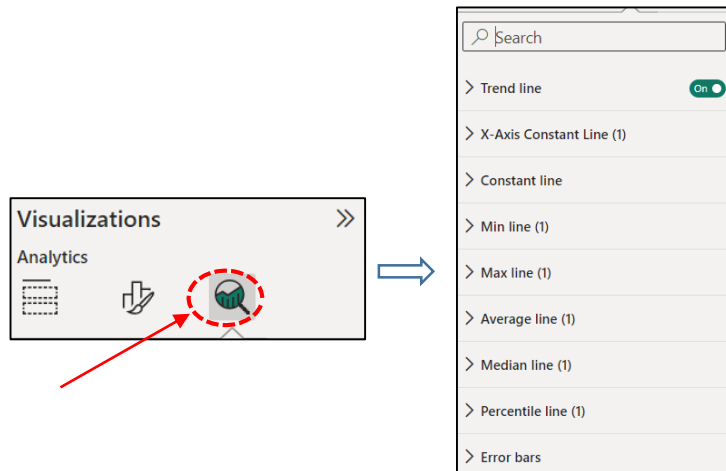 Visualizations
Analytics
Search
Trend line
On
X-Axis Constant Line (1)
Constant line
Min line (1)
Max line (1)
Average line (1)
Median line (1)
Percentile line (1)
Error bars